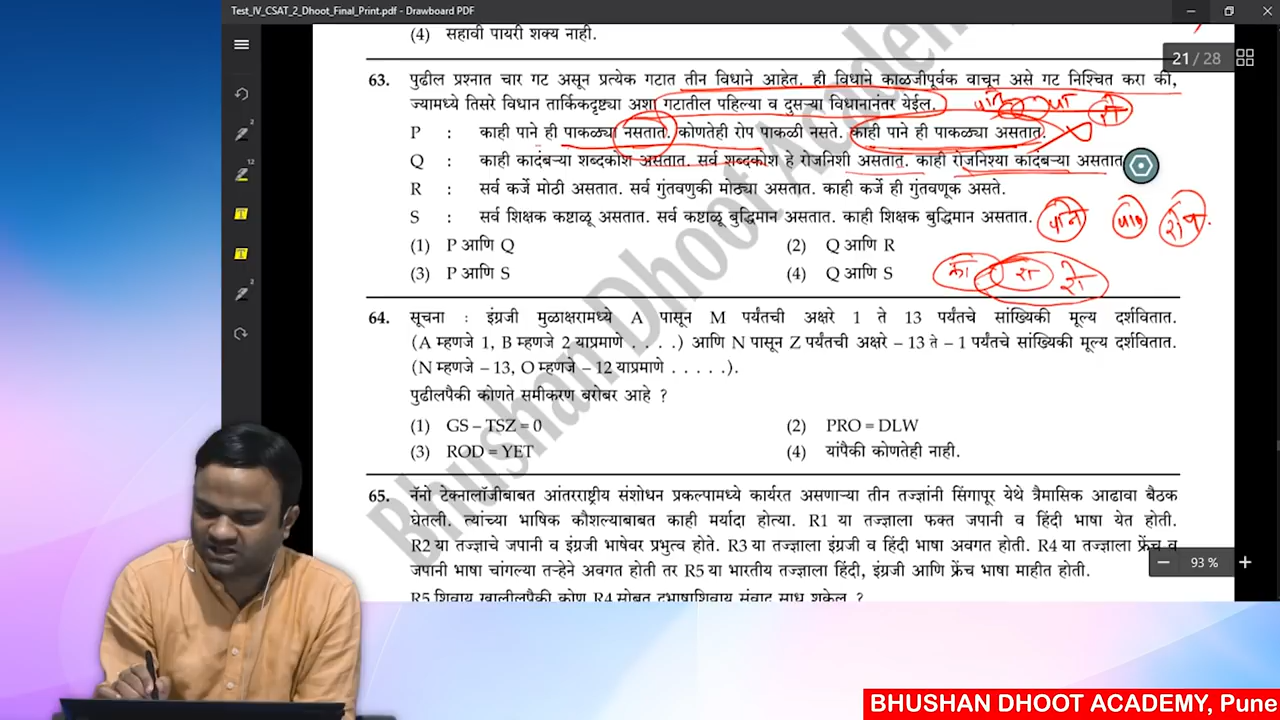 Test_IV_CSAT_2_Dhoot_Final_Print.pdf - Drawboard PDF
21 / 28
(4) सहावी पायरी शक्य नाही.
63. पुढील प्रश्नात चार गट असून प्रत्येक गटात तीन विधाने आहेत. ही विधाने काळजीपूर्वक वाचून असे गट निश्चित करा की,
ज्यामध्ये तिसरे विधान तार्किकदृष्ट्या अशा गटातील पहिल्या व दुसऱ्या विधानानंतर येईल.
P : काही पाने ही पाकळ्या नसतात. कोणतेही रोप पाकळी नसते. काही पाने ही पाकळ्या असतात.
Q : काही कादंबऱ्या शब्दकोश असतात. सर्व शब्दकोश हे रोजनिशी असतात. काही रोजनिश्या कादंबऱ्या असतात
R : सर्व कर्जे मोठी असतात. सर्व गुंतवणुकी मोठ्या असतात. काही कर्जे ही गुंतवणूक असते.
S : सर्व शिक्षक कष्टाळू असतात. सर्व कष्टाळू बुद्धिमान असतात. काही शिक्षक बुद्धिमान असतात.
(1) P आणि Q (2) Q आणि R
(3) P आणि S (4) Q आणि S
64. सूचना : इंग्रजी मुळाक्षरामध्ये A पासून M पर्यंतची अक्षरे 1 ते 13 पर्यंतचे सांख्यिकी मूल्य दर्शवितात.
(A म्हणजे 1, B म्हणजे 2 याप्रमाणे . . . .) आणि N पासून Z पर्यंतची अक्षरे – 13 ते – 1 पर्यंतचे सांख्यिकी मूल्य दर्शवितात.
(N म्हणजे – 13, O म्हणजे – 12 याप्रमाणे . . . . .).
पुढीलपैकी कोणते समीकरण बरोबर आहे ?
(1) GS – TSZ = 0 (2) PRO = DLW
(3) ROD = YET (4) यांपैकी कोणतेही नाही.
65. नॅनो टेक्नालॉजीबाबत आंतरराष्ट्रीय संशोधन प्रकल्पामध्ये कार्यरत असणाऱ्या तीन तज्ज्ञांनी सिंगापूर येथे त्रैमासिक आढावा बैठक
घेतली. त्यांच्या भाषिक कौशल्याबाबत काही मर्यादा होत्या. R1 या तज्ज्ञाला फक्त जपानी व हिंदी भाषा येत होती.
R2 या तज्ज्ञाचे जपानी व इंग्रजी भाषेवर प्रभुत्व होते. R3 या तज्ज्ञाला इंग्रजी व हिंदी भाषा अवगत होती. R4 या तज्ज्ञाला फ्रेंच व
जपानी भाषा चांगल्या तऱ्हेने अवगत होती तर R5 या भारतीय तज्ज्ञाला हिंदी, इंग्रजी आणि फ्रेंच भाषा माहीत होती.
R5 शिवाय खालीलपैकी कोण R4 सोबत दुभाषाशिवाय संवाद साधू शकेल ?
93 %
Bhushan Dhoot Academy
BHUSHAN DHOOT ACADEMY, Pune